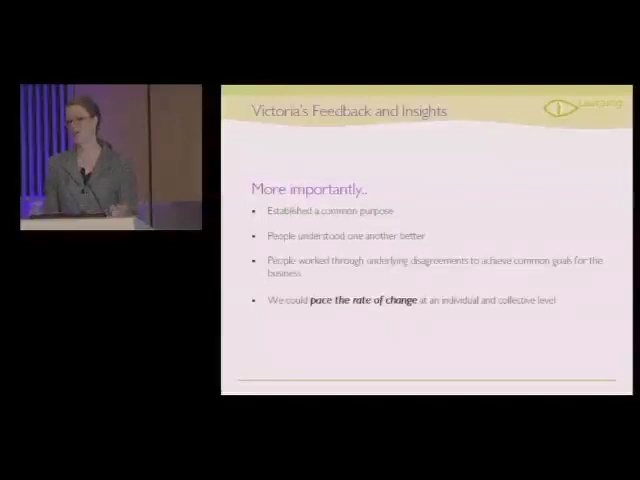 Victoria's Feedback and Insights
Learning
More importantly..
• Established a common purpose
• People understood one another better
• People worked through underlying disagreements to achieve common goals for the
business
• We could pace the rate of change at an individual and collective level